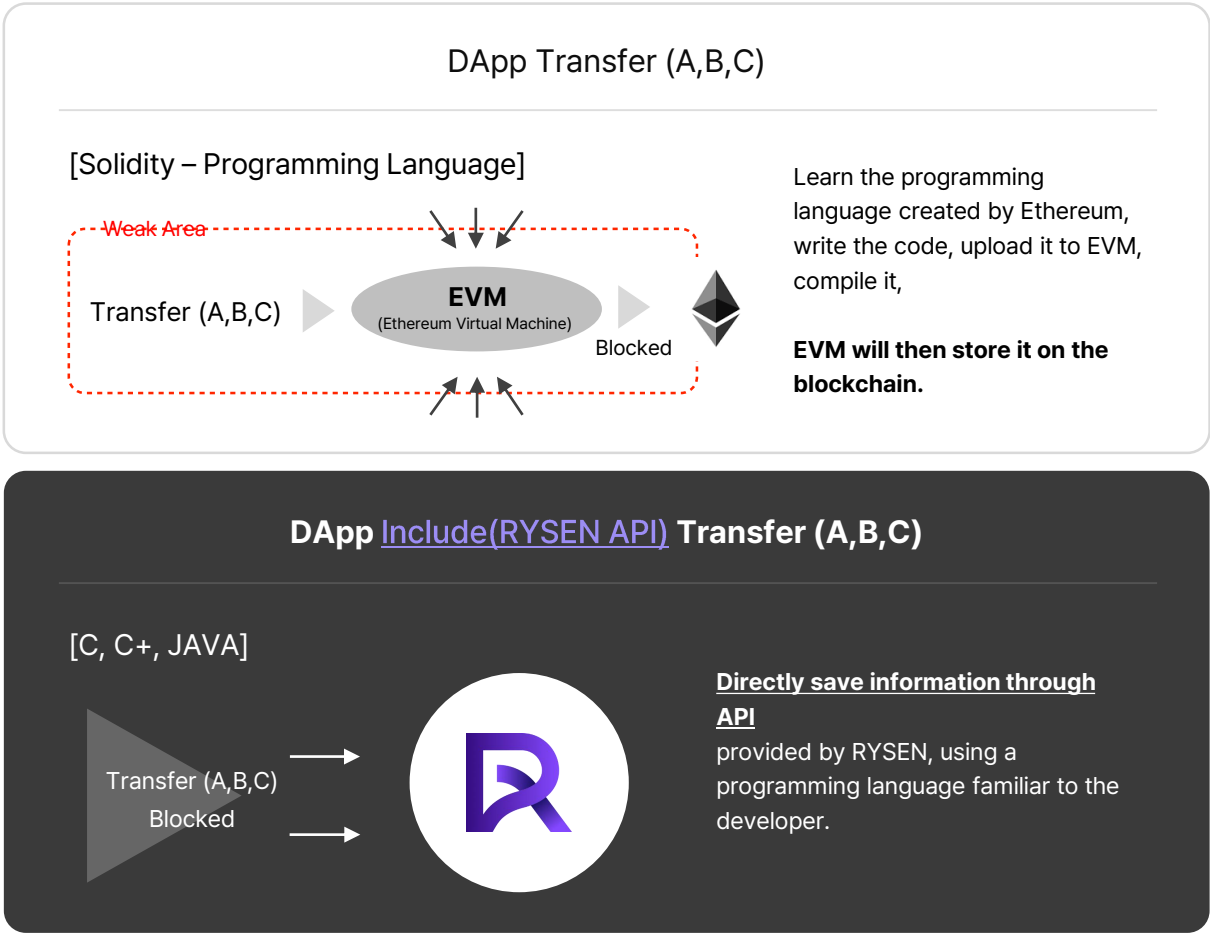 DApp Transfer (A,B,C)
[Solidity – Programming Language]
Weak Area
Transfer (A,B,C)
EVM
(Ethereum Virtual Machine)
Blocked
Learn the programming
language created by Ethereum,
write the code, upload it to EVM,
compile it,
EVM will then store it on the
blockchain.
DApp Include(RYSEN API) Transfer (A,B,C)
[C, C+, JAVA]
Transfer (A,B,C)
Blocked
Directly save information through
API
provided by RYSEN, using a
programming language familiar to the
developer.